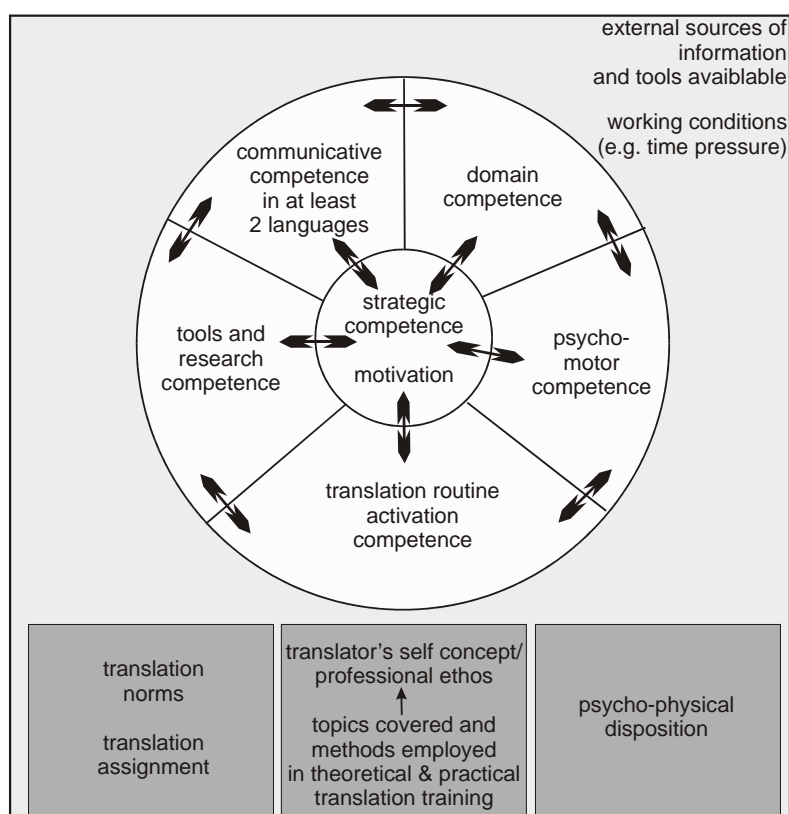 external sources of
information
and tools avaiblable
working conditions
(e.g. time pressure)
communicative
competence
in at least
2 languages
domain
competence
strategic
competence
motivation
tools and
research
competence
psycho-
motor
competence
translation routine
activation
competence
translation
norms
translation
assignment
translator's self concept/
professional ethos
topics covered and
methods employed
in theoretical & practical
translation training
psycho-physical
disposition